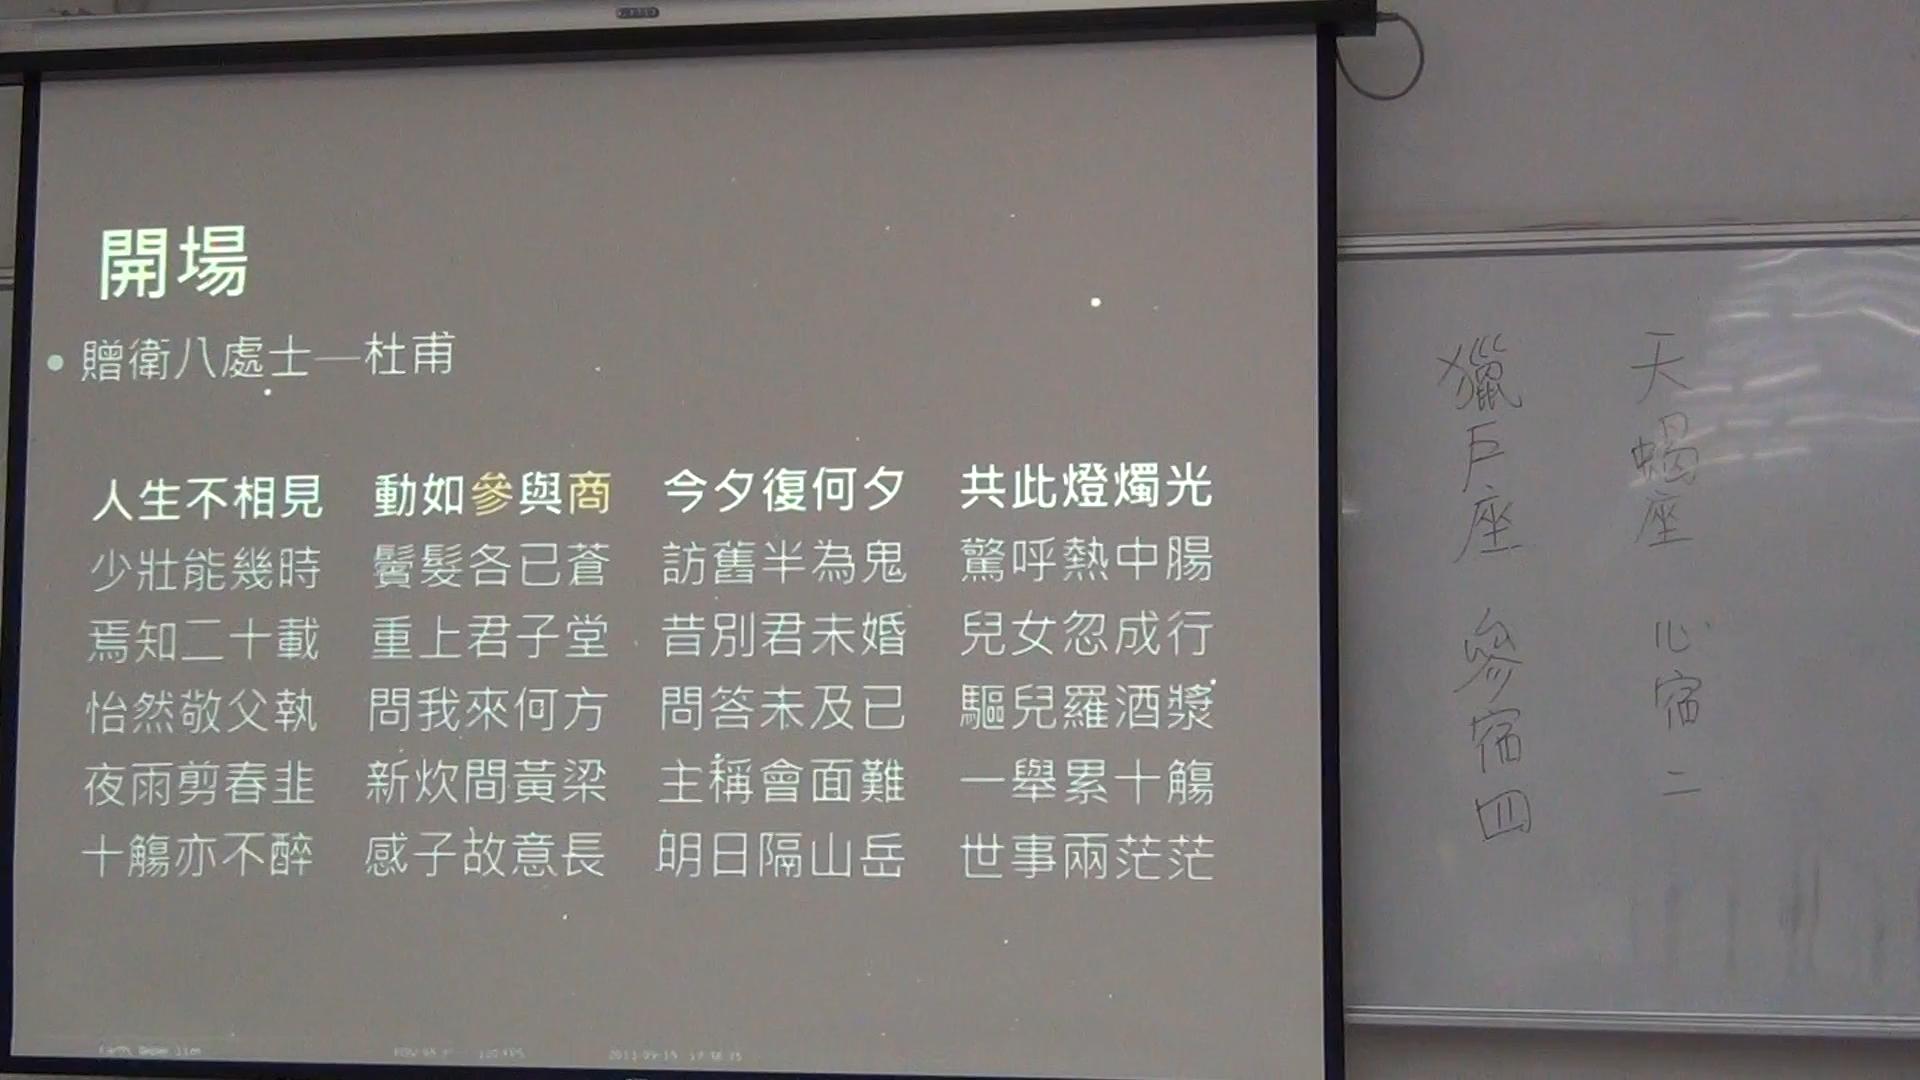 開場
贈衛八處士—杜甫
人生不相見 動如參與商 今夕復何夕 共此燈燭光
少壯能幾時 鬢髮各已蒼 訪舊半為鬼 驚呼熱中腸
焉知二十載 重上君子堂 昔別君未婚 兒女忽成行
怡然敬父執 問我來何方 問答未及已 驅兒羅酒漿
夜雨剪春韭 新炊間黃梁 主稱會面難 一舉累十觴
十觴亦不醉 感子故意長 明日隔山岳 世事兩茫茫
天蝎座 心宿二
獵戶座 參宿四